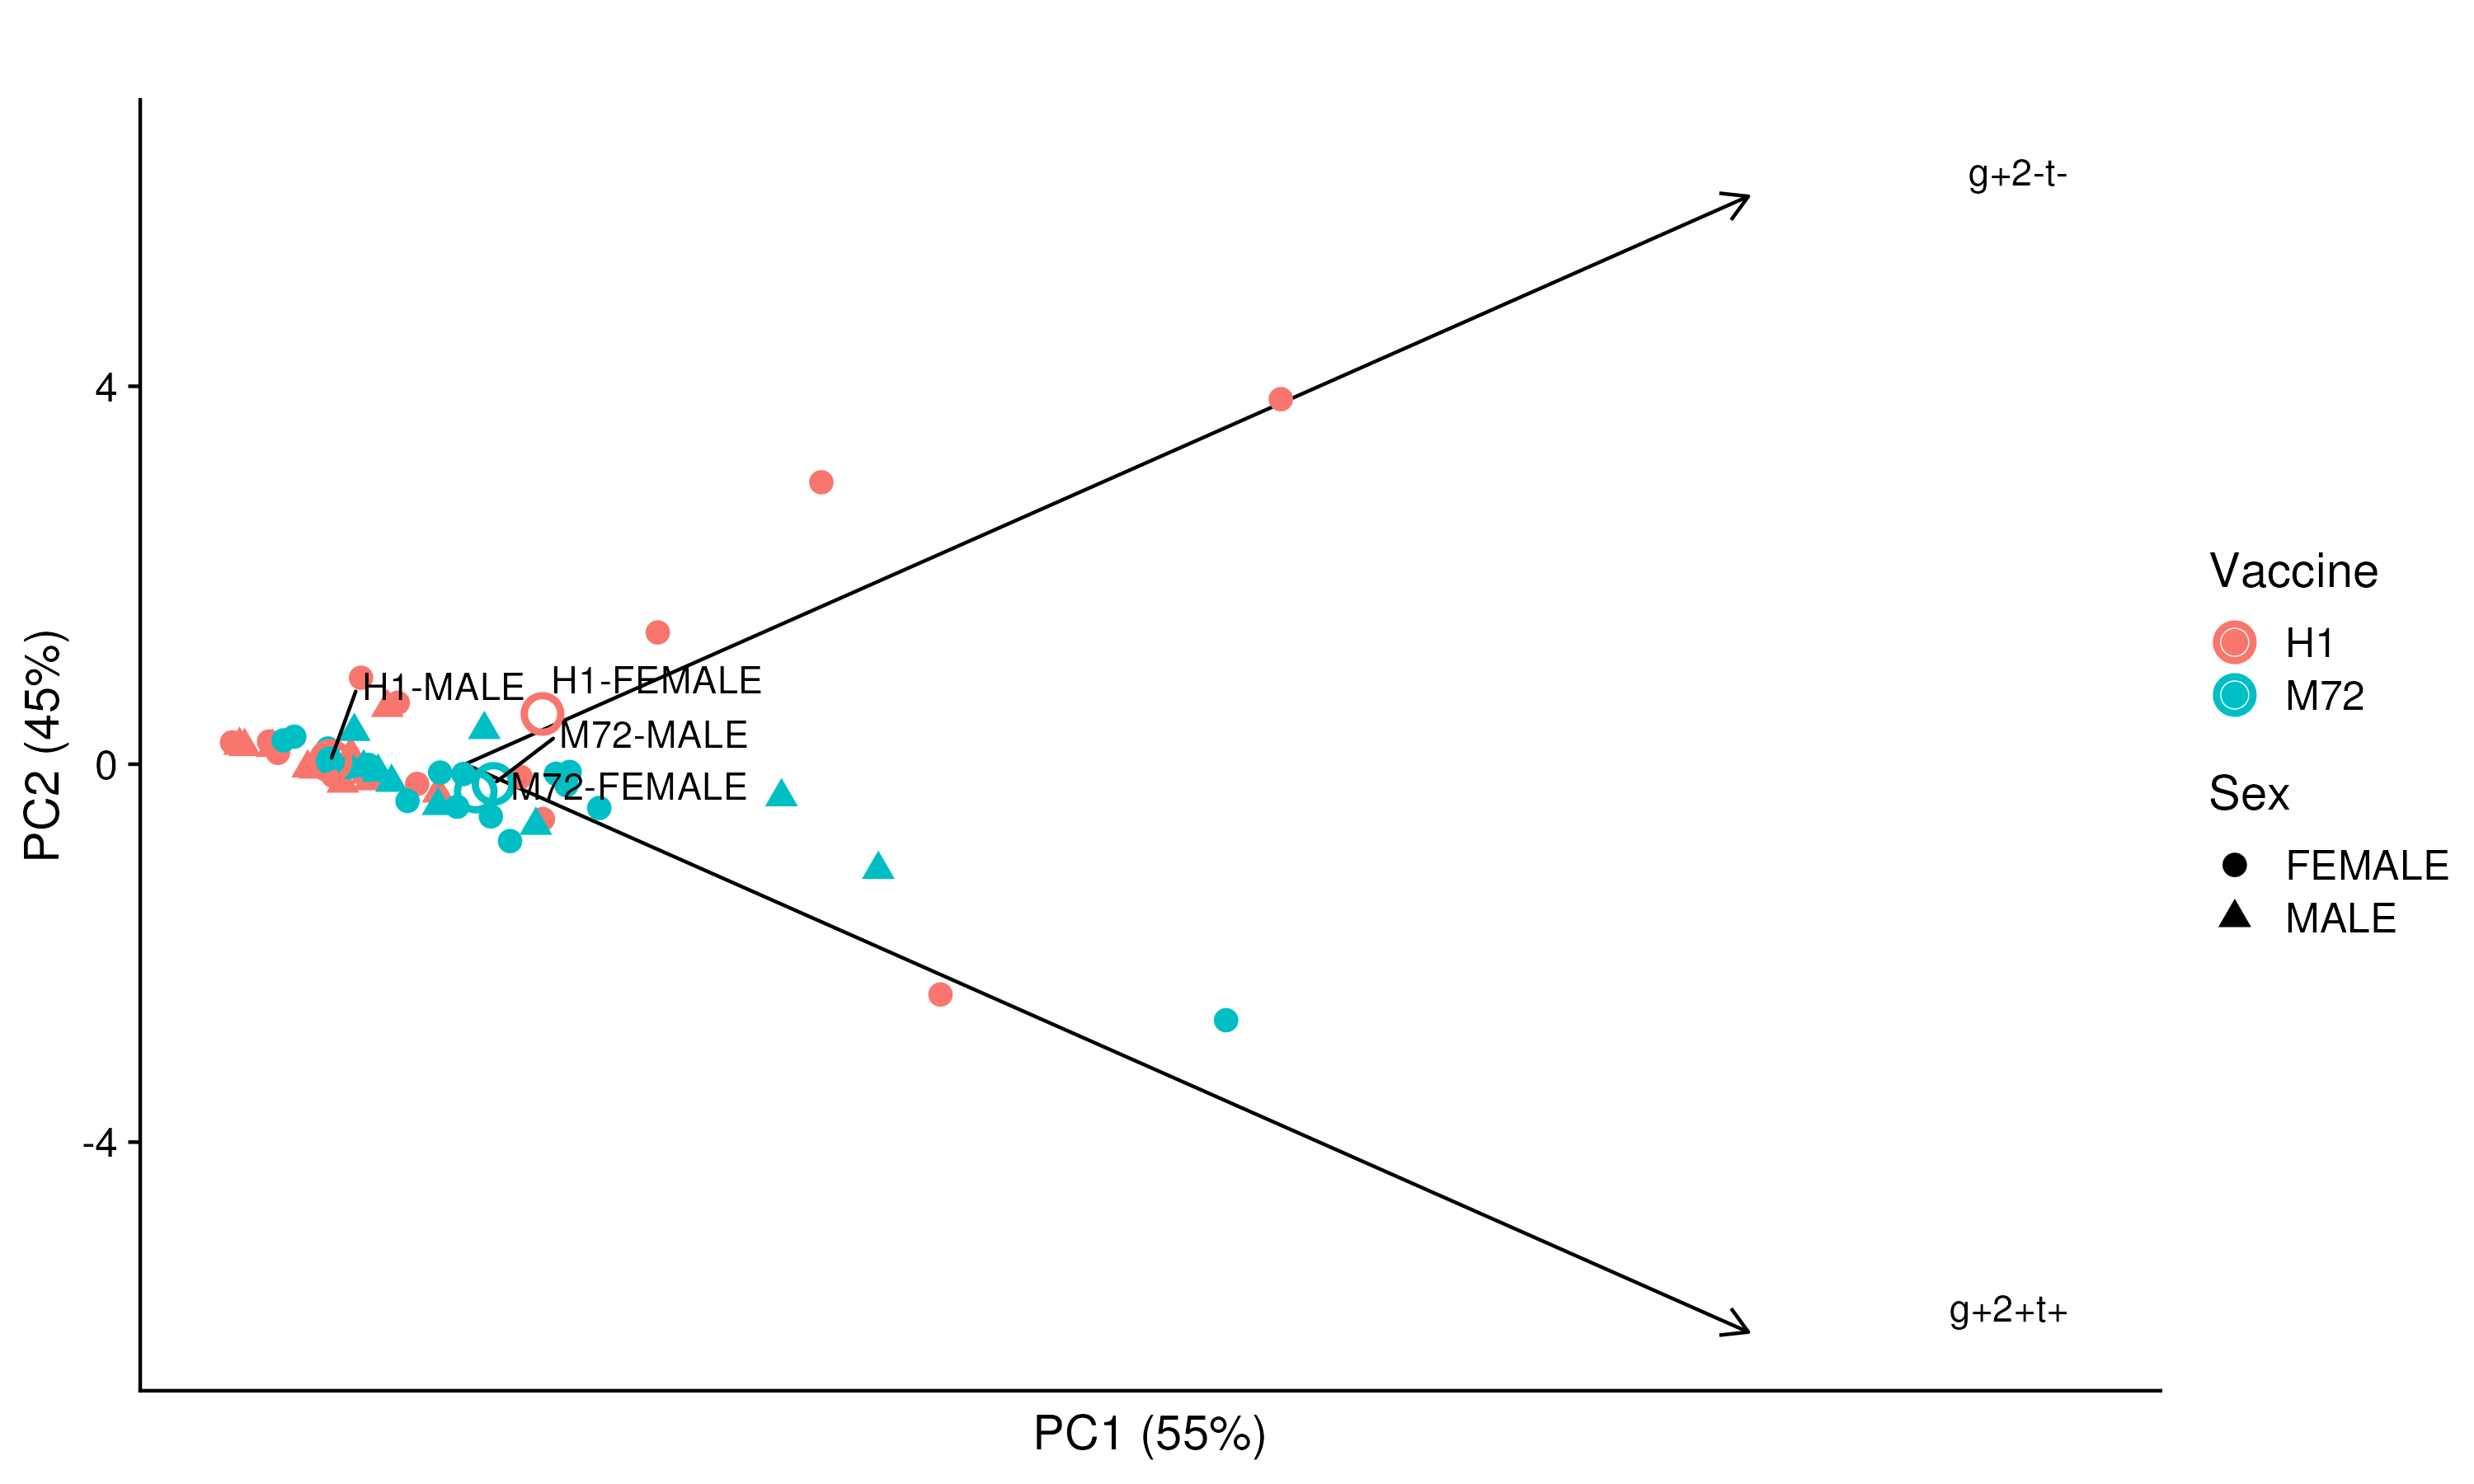 g+2-t-
4
H1-MALE
H1-FEMALE
M72-MALE
0
M72-FEMALE
-4
g+2+t+
PC2 (45%)
PC1 (55%)
Vaccine
H1
M72
Sex
FEMALE
MALE